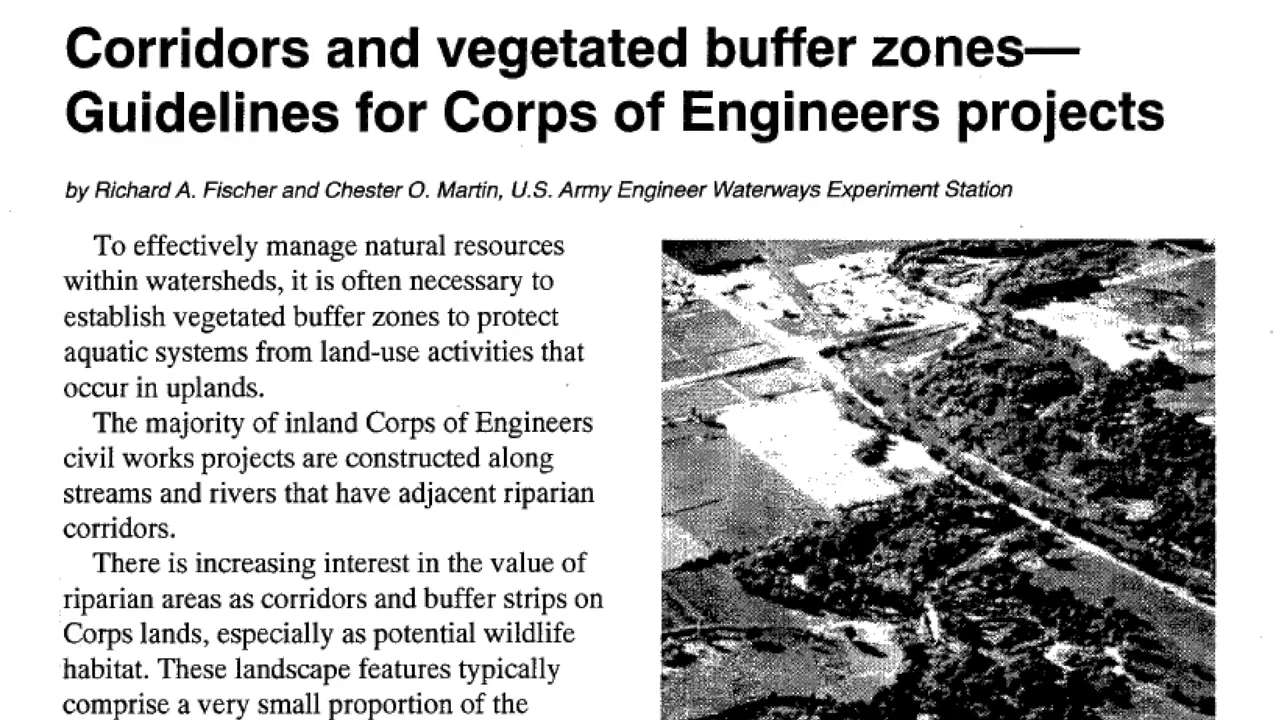 Corridors and vegetated buffer zones—
Guidelines for Corps of Engineers projects
by Richard A. Fischer and Chester O. Martin, U.S. Army Engineer Waterways Experiment Station
To effectively manage natural resources
within watersheds, it is often necessary to
establish vegetated buffer zones to protect
aquatic systems from land-use activities that
occur in uplands.
The majority of inland Corps of Engineers
civil works projects are constructed along
streams and rivers that have adjacent riparian
corridors.
There is increasing interest in the value of
riparian areas as corridors and buffer strips on
Corps lands, especially as potential wildlife
habitat. These landscape features typically
comprise a very small proportion of the